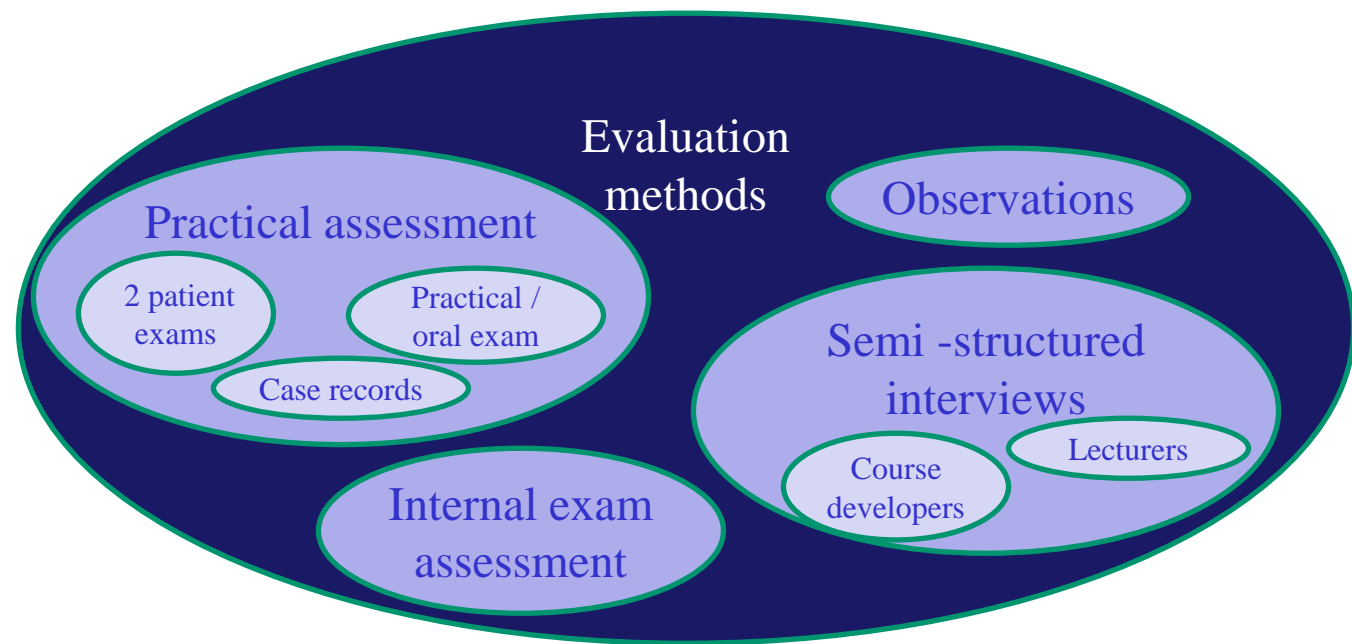 Evaluation
methods
Practical assessment
2 patient
exams
Practical /
oral exam
Case records
Observations
Semi -structured
interviews
Course
developers
Lecturers
Internal exam
assessment